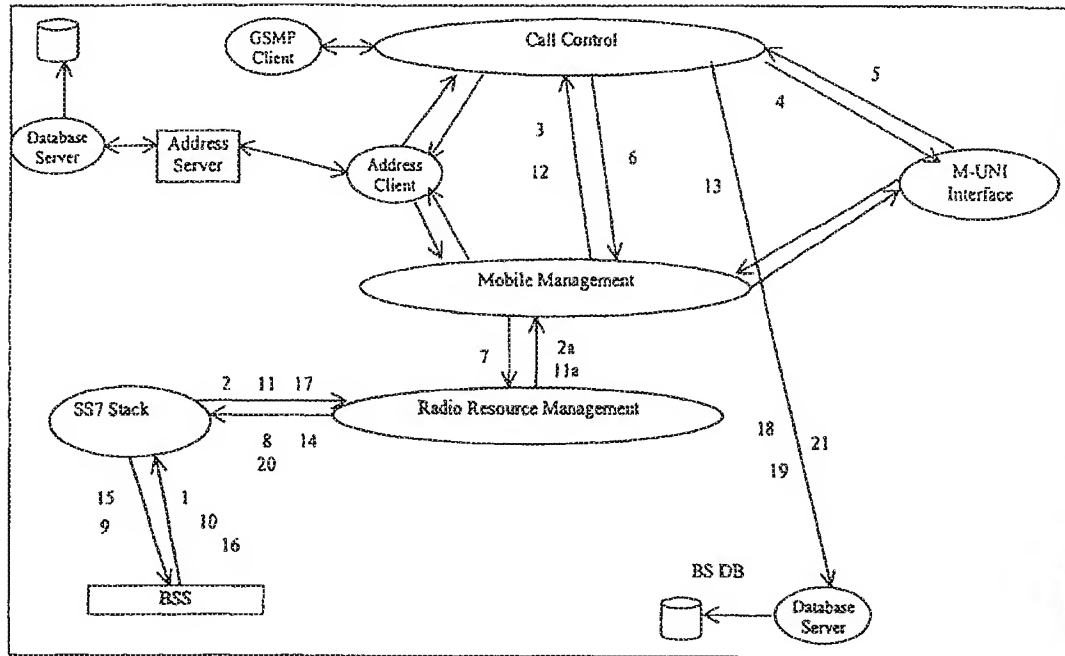 GSMP
Client
Call Control
5
4
Database
Server
Address
Server
Address
Client
3
12
6
13
M-UNI
Interface
Mobile Management
7
2a
11a
SS7 Stack
2 11 17
Radio Resource Management
8 14
20
18
19
21
15
9
1
10
16
BSS
BS DB
Database
Server